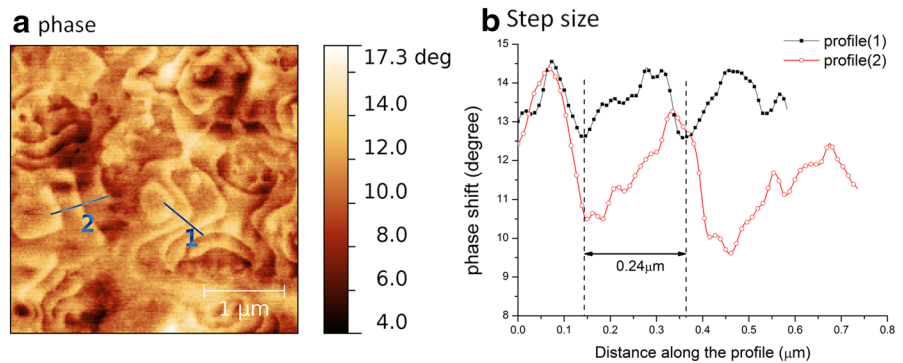 a phase
17.3 deg
14.0
12.0
10.0
8.0
6.0
4.0
2
1
1 μm
b Step size
profile(1)
profile(2)
15
14
13
12
11
10
9
8
phase shift (degree)
0.24μm
0.0 0.1 0.2 0.3 0.4 0.5 0.6 0.7 0.8
Distance along the profile (μm)